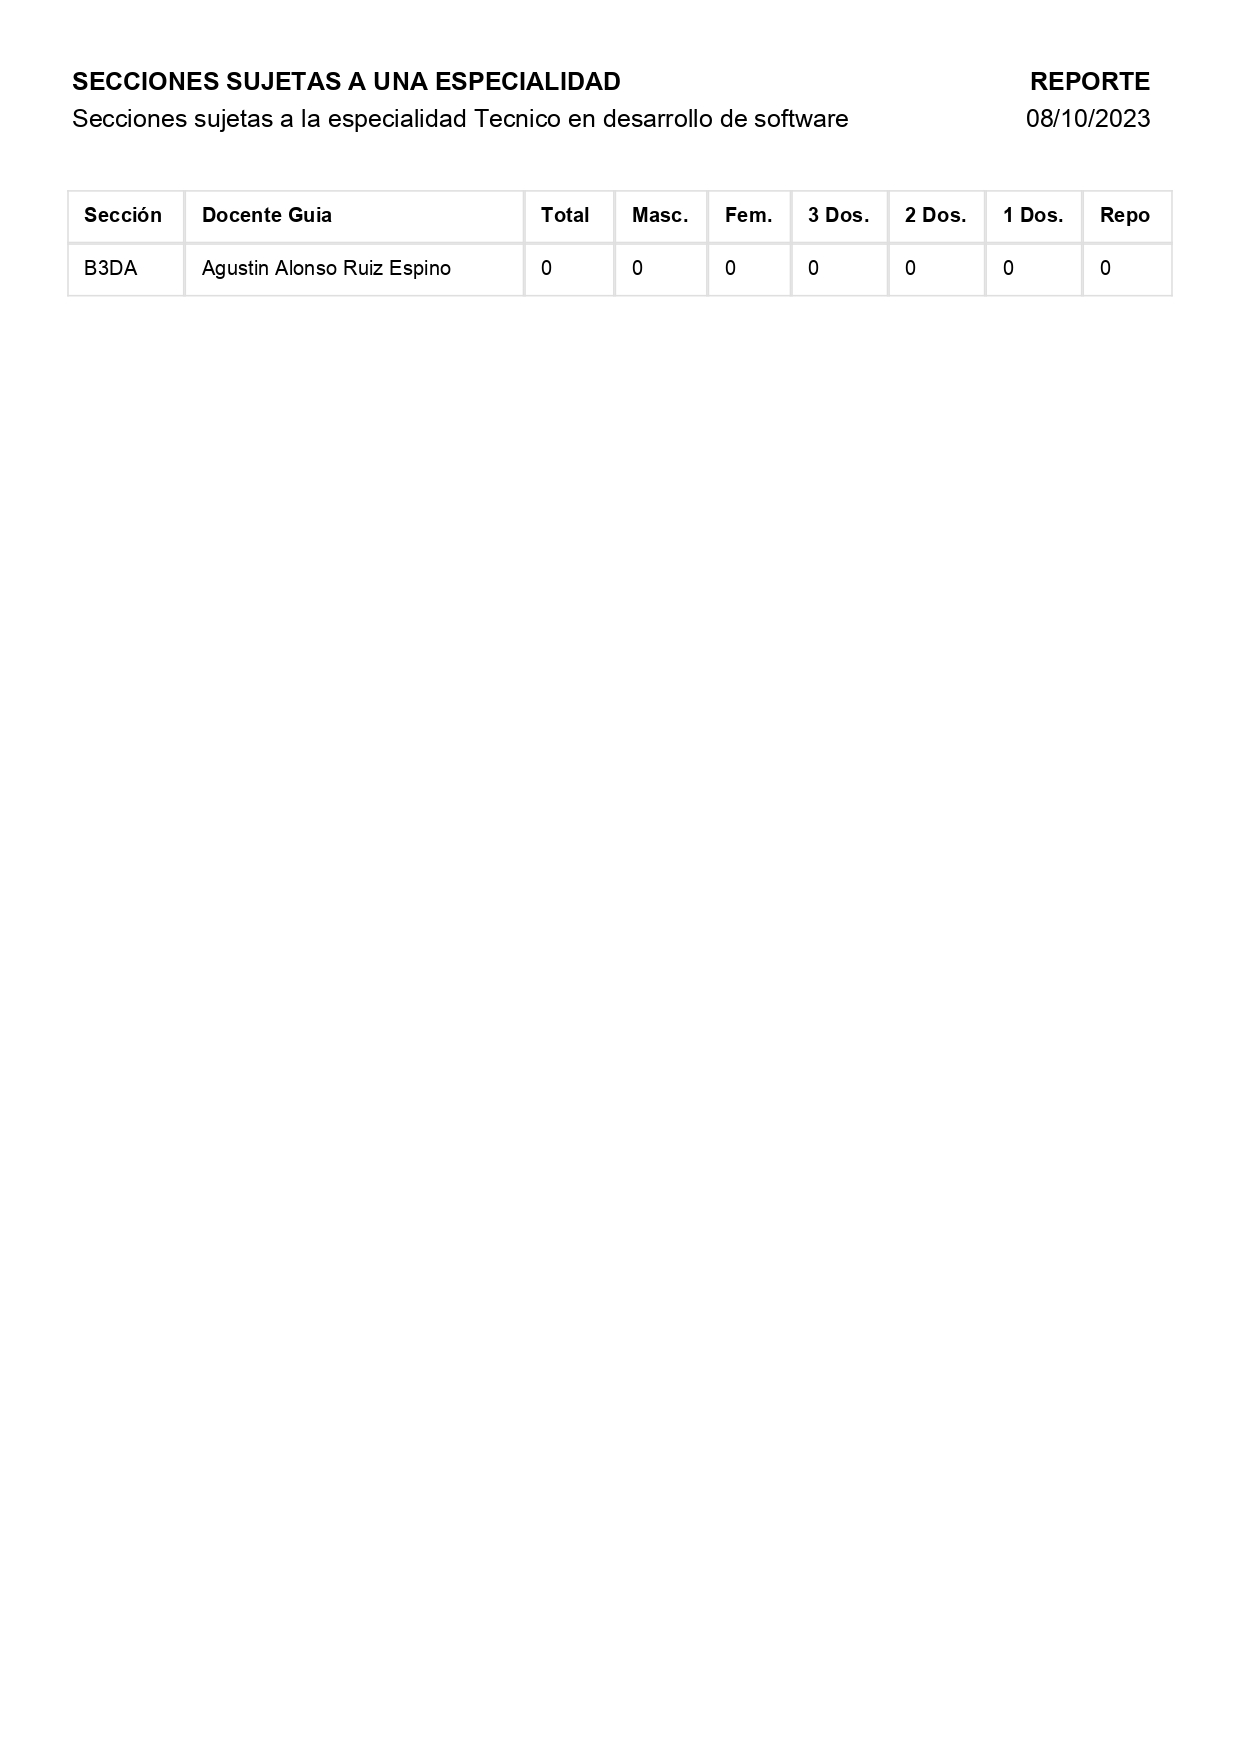 SECCIONES SUJETAS A UNA ESPECIALIDAD REPORTE
Secciones sujetas a la especialidad Tecnico en desarrollo de software 08/10/2023
Sección Docente Guia Total Masc. Fem. 3 Dos. 2 Dos. 1 Dos. Repo
B3DA Agustin Alonso Ruiz Espino 0 0 0 0 0 0 0